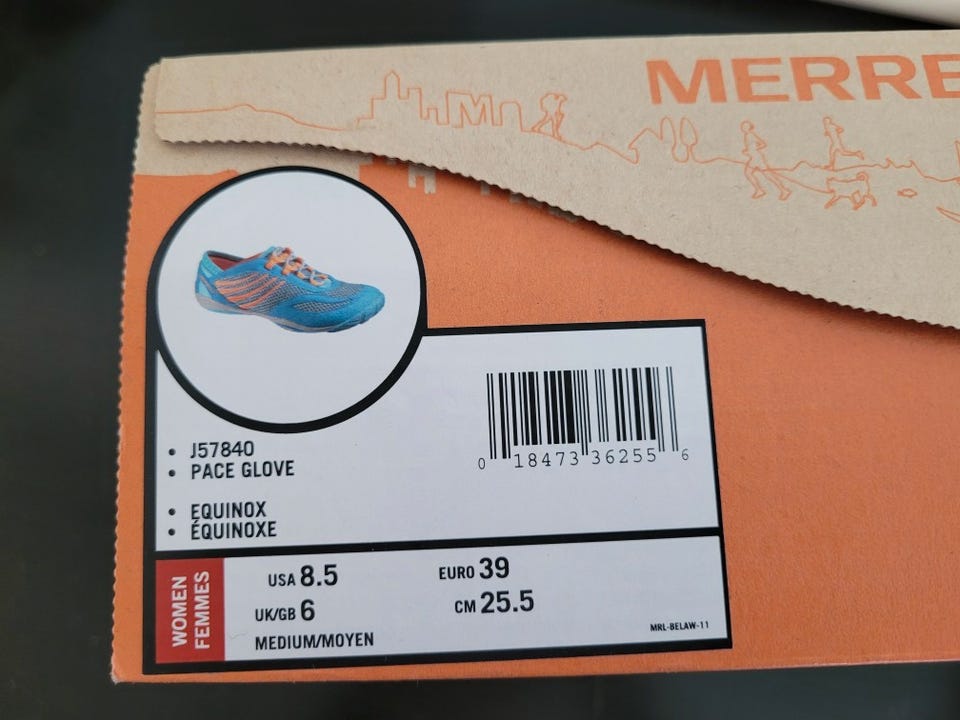 MERRE
J57840
PACE GLOVE
EQUINOX
ÉQUINOXE
0 18473 36255 6
WOMEN
FEMMES
USA 8.5
EURO 39
UK/GB 6
CM 25.5
MEDIUM/MOYEN
MRL-BELAW-11